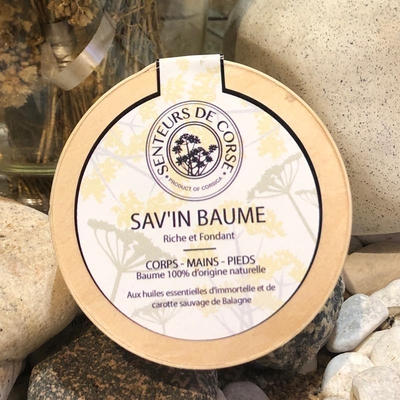 SENTEURS DE CORSE
• PRODUCT OF CORSICA •
SAV'IN BAUME
Riche et Fondant
CORPS - MAINS - PIEDS
Baume 100% d'origine naturelle
Aux huiles essentielles d'immortelle et de
carotte sauvage de Balagne